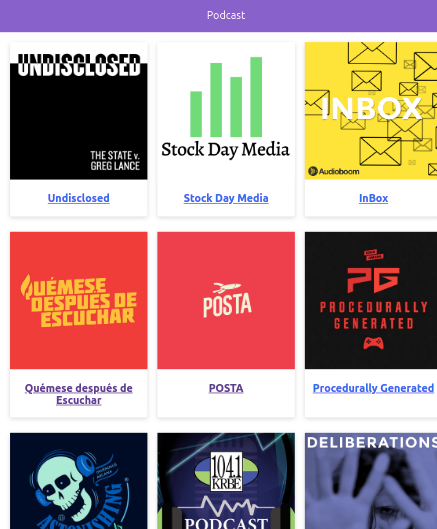 Podcast
UNDISCLOSED
THE STATE v.
GREG LANCE
Stock Day Media
INBOX
Audioboom
Undisclosed
Stock Day Media
InBox
QUÉMESE
DESPUÉS DE
ESCUCHAR
POSTA
PG
PROCEDURALLY
GENERATED
Quémese después de
Escuchar
POSTA
Procedurally Generated
ASTONISHING
104.1
KRBE
PODCAST
DELIBERATIONS